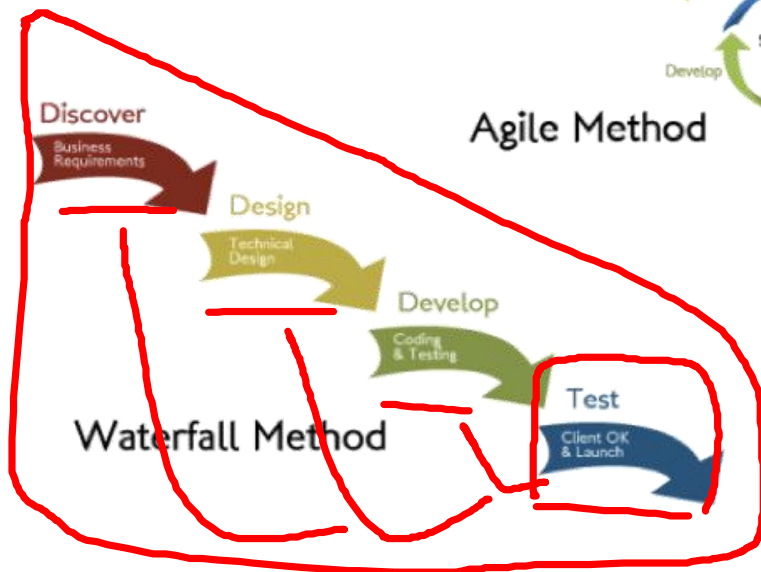 Develop
Agile Method
Discover
Business
Requirements
Design
Technical
Design
Develop
Coding
& Testing
Test
Client OK
& Launch
Waterfall Method